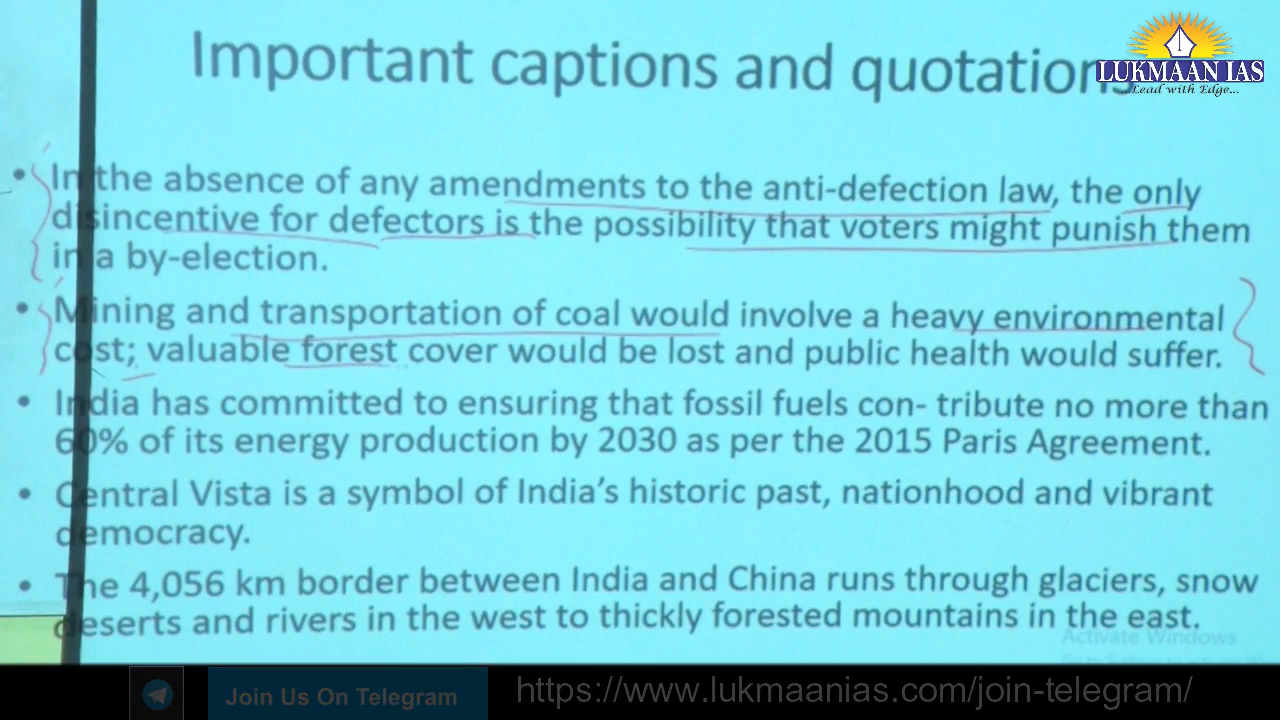 Important captions and quotations
LUKMAAN IAS
...Lead with Edge...
• In the absence of any amendments to the anti-defection law, the only
disincentive for defectors is the possibility that voters might punish them
in a by-election.
• Mining and transportation of coal would involve a heavy environmental
cost; valuable forest cover would be lost and public health would suffer.
• India has committed to ensuring that fossil fuels con- tribute no more than
60% of its energy production by 2030 as per the 2015 Paris Agreement.
• Central Vista is a symbol of India's historic past, nationhood and vibrant
democracy.
• The 4,056 km border between India and China runs through glaciers, snow
deserts and rivers in the west to thickly forested mountains in the east.
Activate Windows
Join Us On Telegram
https://www.lukmaanias.com/join-telegram/